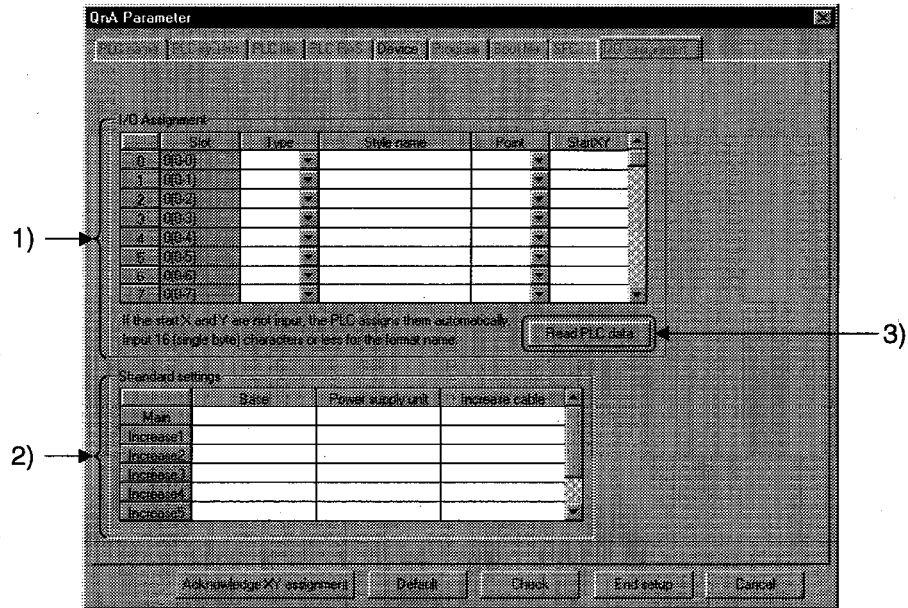 QnA Parameter
PLC name PLC system PLC file PLC RAS Device Program Boot file SFC I/O assignment
I/O Assignment
Slot Type Style name Point StartXY
0 0(0-0)
1 0(0-1)
2 0(0-2)
3 0(0-3)
1)
4 0(0-4)
5 0(0-5)
6 0(0-6)
7 0(0-7)
If the start X and Y are not input, the PLC assigns them automatically.
Input 16 (single byte) characters or less for the format name.
Read PLC data
3)
Standard settings
Base Power supply unit Increase cable
Main
Increase1
2)
Increase2
Increase3
Increase4
Increase5
Acknowledge XY assignment Default Check End setup Cancel